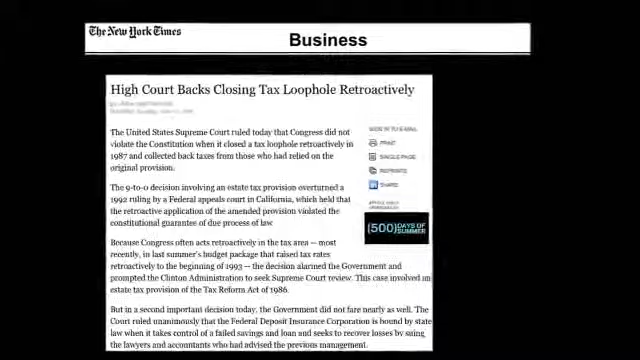 The New York Times
Business
High Court Backs Closing Tax Loophole Retroactively
The United States Supreme Court ruled today that Congress did not
violate the Constitution when it closed a tax loophole retroactively in
1987 and collected back taxes from those who had relied on the
original provision.
The 9-to-0 decision involving an estate tax provision overturned a
1992 ruling by a Federal appeals court in California, which held that
the retroactive application of the amended provision violated the
constitutional guarantee of due process of law.
Because Congress often acts retroactively in the tax area -- most
recently, in last summer's budget package that raised tax rates
retroactively to the beginning of 1993 -- the decision alarmed the Government and
prompted the Clinton Administration to seek Supreme Court review. This case involved an
estate tax provision of the Tax Reform Act of 1986.
But in a second important decision today, the Government did not fare nearly as well. The
Court ruled unanimously that the Federal Deposit Insurance Corporation is bound by state
law when it takes control of a failed savings and loan and seeks to recover losses by suing
the lawyers and accountants who had advised the previous management.
SIGN IN TO E-MAIL
PRINT
SINGLE PAGE
REPRINTS
SHARE
(500) DAYS OF
SUMMER